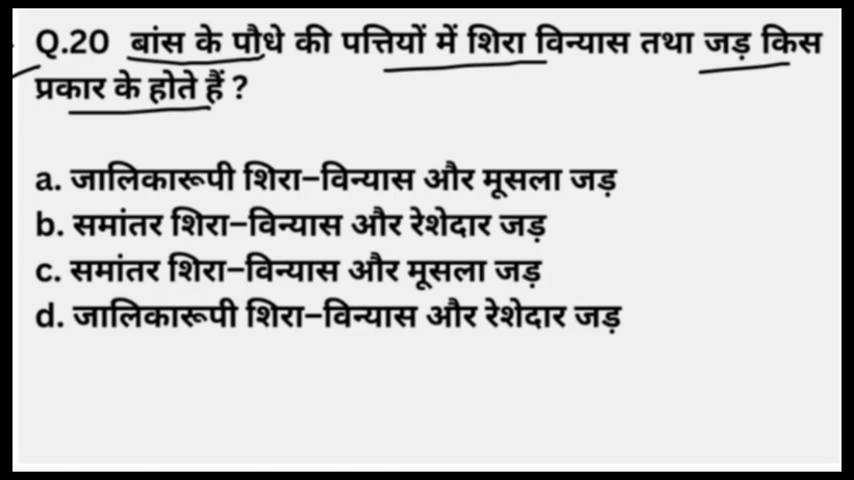 Q.20 बांस के पौधे की पत्तियों में शिरा विन्यास तथा जड़ किस
प्रकार के होते हैं ?
a. जालिकारूपी शिरा–विन्यास और मूसला जड़
b. समांतर शिरा–विन्यास और रेशेदार जड़
c. समांतर शिरा–विन्यास और मूसला जड़
d. जालिकारूपी शिरा–विन्यास और रेशेदार जड़